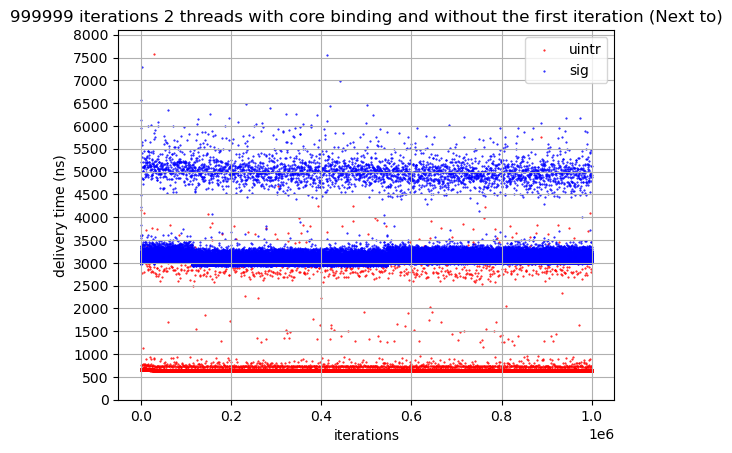 999999 iterations 2 threads with core binding and without the first iteration (Next to)
8000
7500
7000
6500
6000
5500
5000
4500
4000
3500
3000
2500
2000
1500
1000
500
0
delivery time (ns)
uintr
sig
0.0 0.2 0.4 0.6 0.8 1.0
1e6
iterations